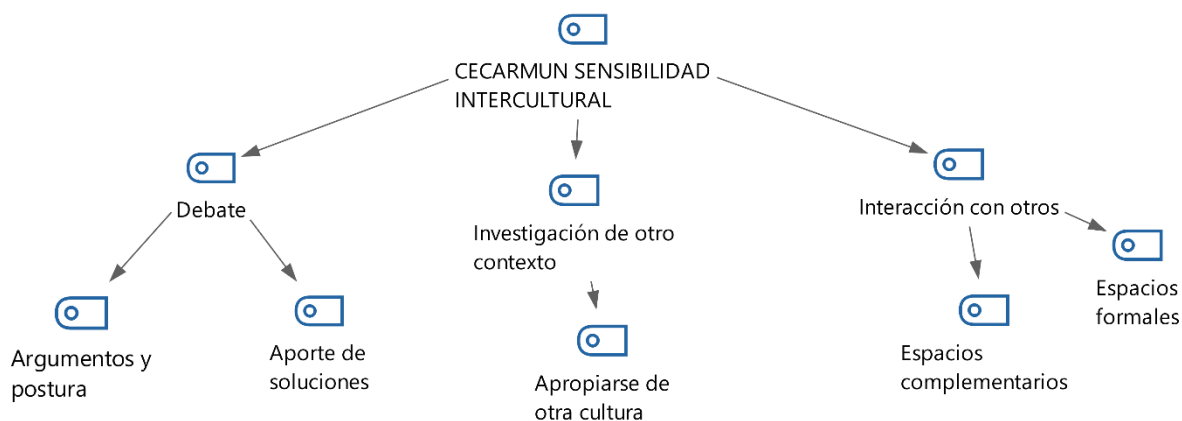 CECARMUN SENSIBILIDAD
INTERCULTURAL
Debate
Investigación de otro
contexto
Interacción con otros
Argumentos y
postura
Aporte de
soluciones
Apropiarse de
otra cultura
Espacios
complementarios
Espacios
formales